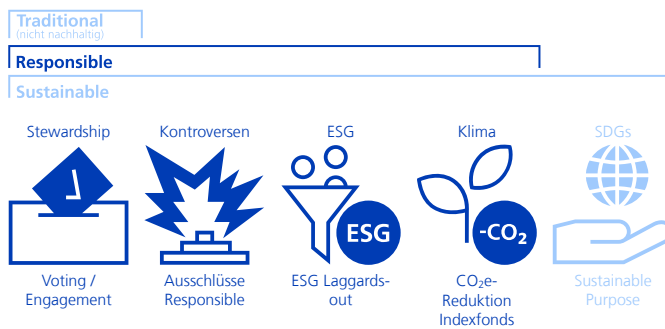 Traditional
(nicht nachhaltig)
Responsible
Sustainable
Stewardship
Kontroversen
ESG
Klima
SDGs
ESG
-CO₂
Voting /
Engagement
Ausschlüsse
Responsible
ESG Laggards-
out
CO₂e-
Reduktion
Indexfonds
Sustainable
Purpose